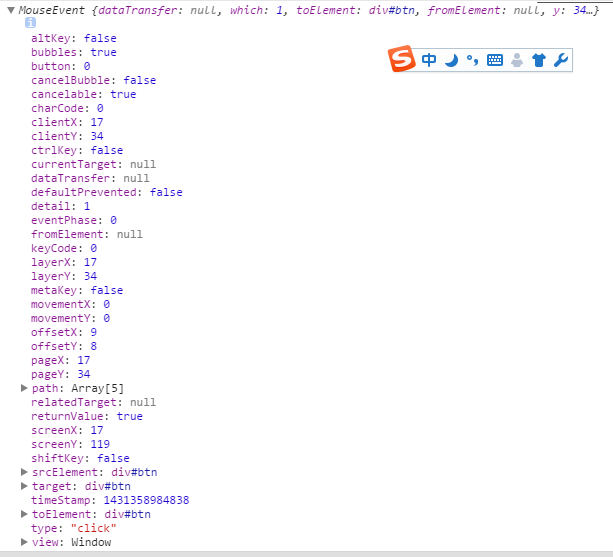 MouseEvent {dataTransfer: null, which: 1, toElement: div#btn, fromElement: null, y: 34…}
i
altKey: false
bubbles: true
button: 0
cancelBubble: false
cancelable: true
charCode: 0
clientX: 17
clientY: 34
ctrlKey: false
currentTarget: null
dataTransfer: null
defaultPrevented: false
detail: 1
eventPhase: 0
fromElement: null
keyCode: 0
layerX: 17
layerY: 34
metaKey: false
movementX: 0
movementY: 0
offsetX: 9
offsetY: 8
pageX: 17
pageY: 34
path: Array[5]
relatedTarget: null
returnValue: true
screenX: 17
screenY: 119
shiftKey: false
srcElement: div#btn
target: div#btn
timeStamp: 1431358984838
toElement: div#btn
type: "click"
view: Window
S 中 °,